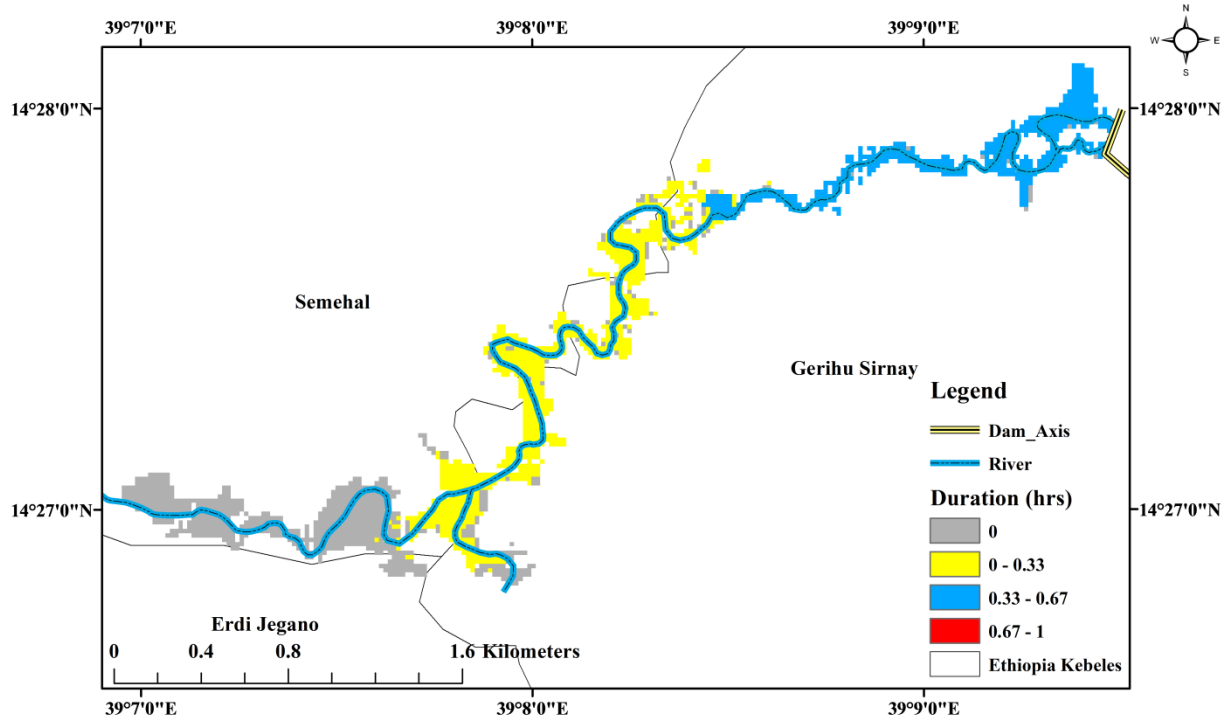 39°7'0"E 39°8'0"E 39°9'0"E
N
W E
S
14°28'0"N 14°28'0"N
Semehal
Gerihu Sirnay
Legend
Dam_Axis
River
Duration (hrs)
0
0 - 0.33
0.33 - 0.67
0.67 - 1
Ethiopia Kebeles
14°27'0"N 14°27'0"N
Erdi Jegano
0 0.4 0.8 1.6 Kilometers
39°7'0"E 39°8'0"E 39°9'0"E